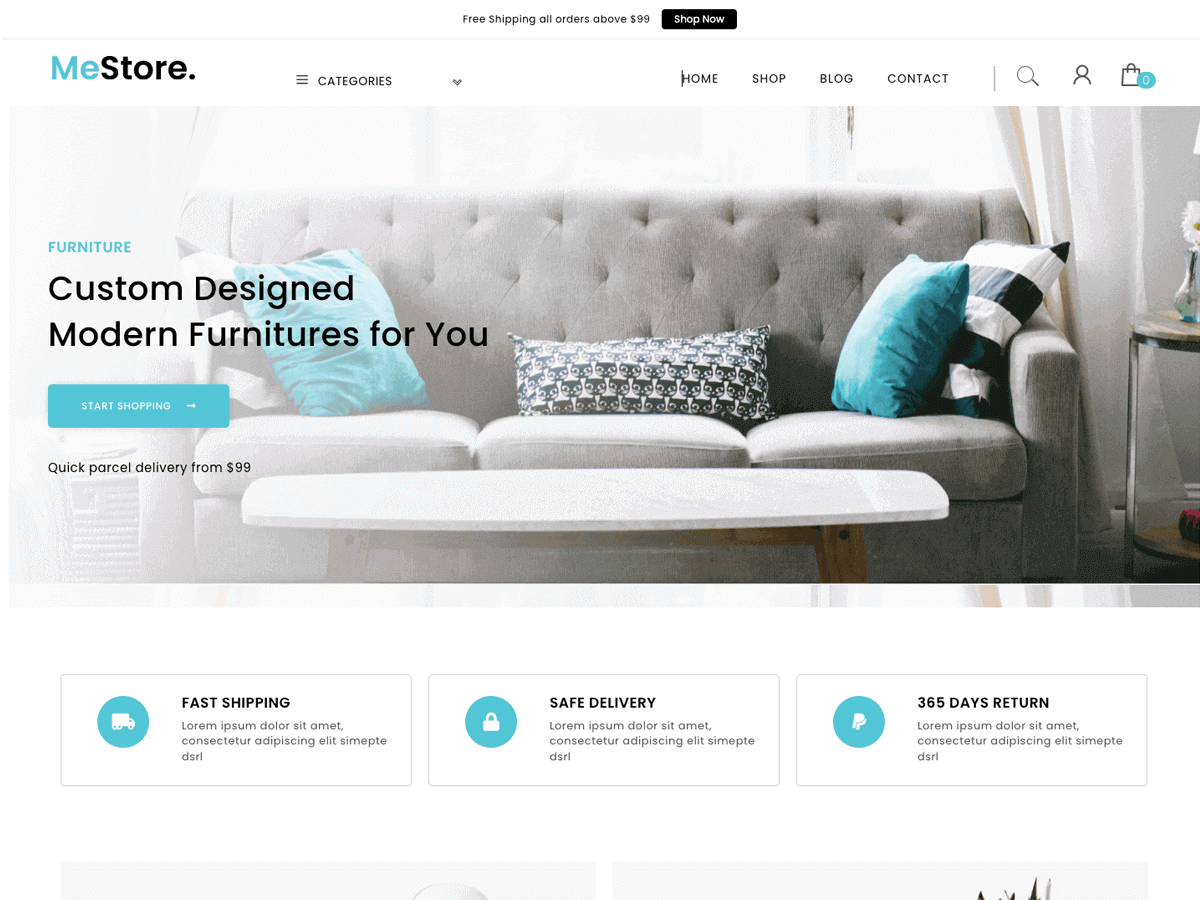 Free Shipping all orders above $99 Shop Now
MeStore.
CATEGORIES
HOME SHOP BLOG CONTACT
0
FURNITURE
Custom Designed
Modern Furnitures for You
START SHOPPING
Quick parcel delivery from $99
FAST SHIPPING
Lorem ipsum dolor sit amet,
consectetur adipiscing elit simepte
dsrl
SAFE DELIVERY
Lorem ipsum dolor sit amet,
consectetur adipiscing elit simepte
dsrl
365 DAYS RETURN
Lorem ipsum dolor sit amet,
consectetur adipiscing elit simepte
dsrl